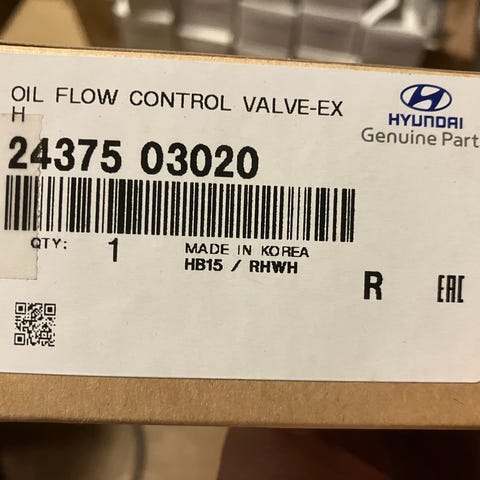 OIL FLOW CONTROL VALVE-EX
H
HYUNDAI
Genuine Part
24375 03020
QTY: 1
MADE IN KOREA
HB15 / RHWH
R
EAC